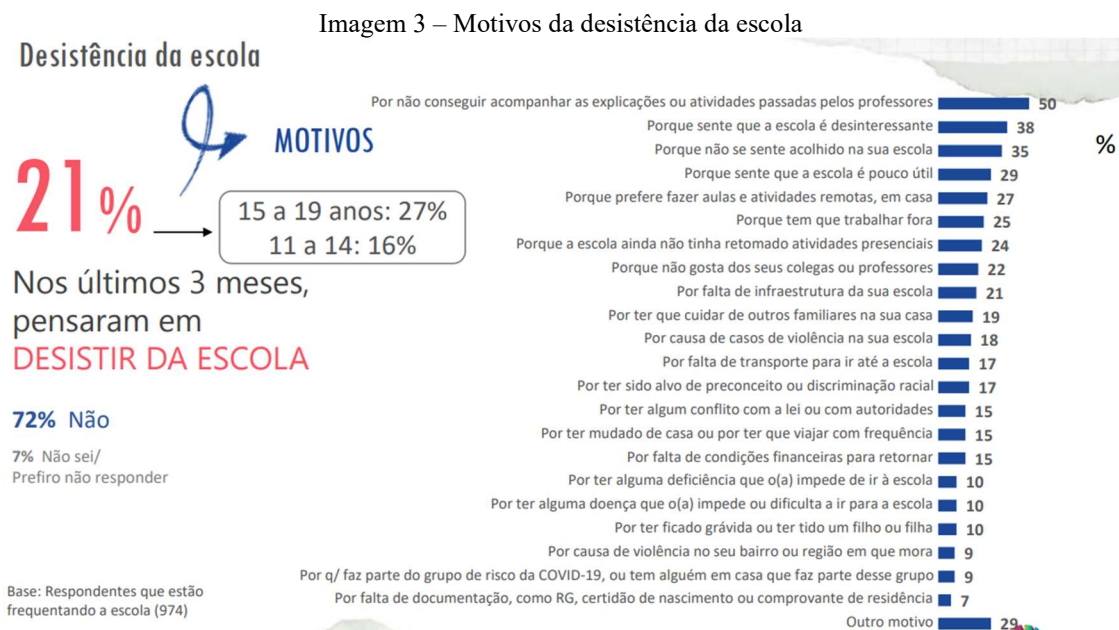 Imagem 3 – Motivos da desistência da escola
Desistência da escola
MOTIVOS
21%
15 a 19 anos: 27%
11 a 14: 16%
Nos últimos 3 meses,
pensaram em
DESISTIR DA ESCOLA
72% Não
7% Não sei/
Prefiro não responder
Base: Respondentes que estão
frequentando a escola (974)
%
Por não conseguir acompanhar as explicações ou atividades passadas pelos professores 50
Porque sente que a escola é desinteressante 38
Porque não se sente acolhido na sua escola 35
Porque sente que a escola é pouco útil 29
Porque prefere fazer aulas e atividades remotas, em casa 27
Porque tem que trabalhar fora 25
Porque a escola ainda não tinha retomado atividades presenciais 24
Porque não gosta dos seus colegas ou professores 22
Por falta de infraestrutura da sua escola 21
Por ter que cuidar de outros familiares na sua casa 19
Por causa de casos de violência na sua escola 18
Por falta de transporte para ir até a escola 17
Por ter sido alvo de preconceito ou discriminação racial 17
Por ter algum conflito com a lei ou com autoridades 15
Por ter mudado de casa ou por ter que viajar com frequência 15
Por falta de condições financeiras para retornar 15
Por ter alguma deficiência que o(a) impede de ir à escola 10
Por ter alguma doença que o(a) impede ou dificulta a ir para a escola 10
Por ter ficado grávida ou ter tido um filho ou filha 10
Por causa de violência no seu bairro ou região em que mora 9
Por q/ faz parte do grupo de risco da COVID-19, ou tem alguém em casa que faz parte desse grupo 9
Por falta de documentação, como RG, certidão de nascimento ou comprovante de residência 7
Outro motivo 29